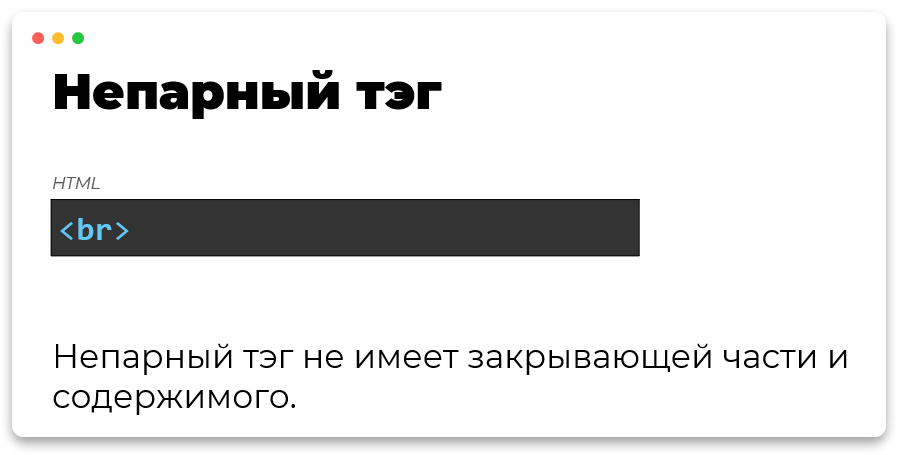 Непарный тэг
HTML
<br>
Непарный тэг не имеет закрывающей части и
содержимого.